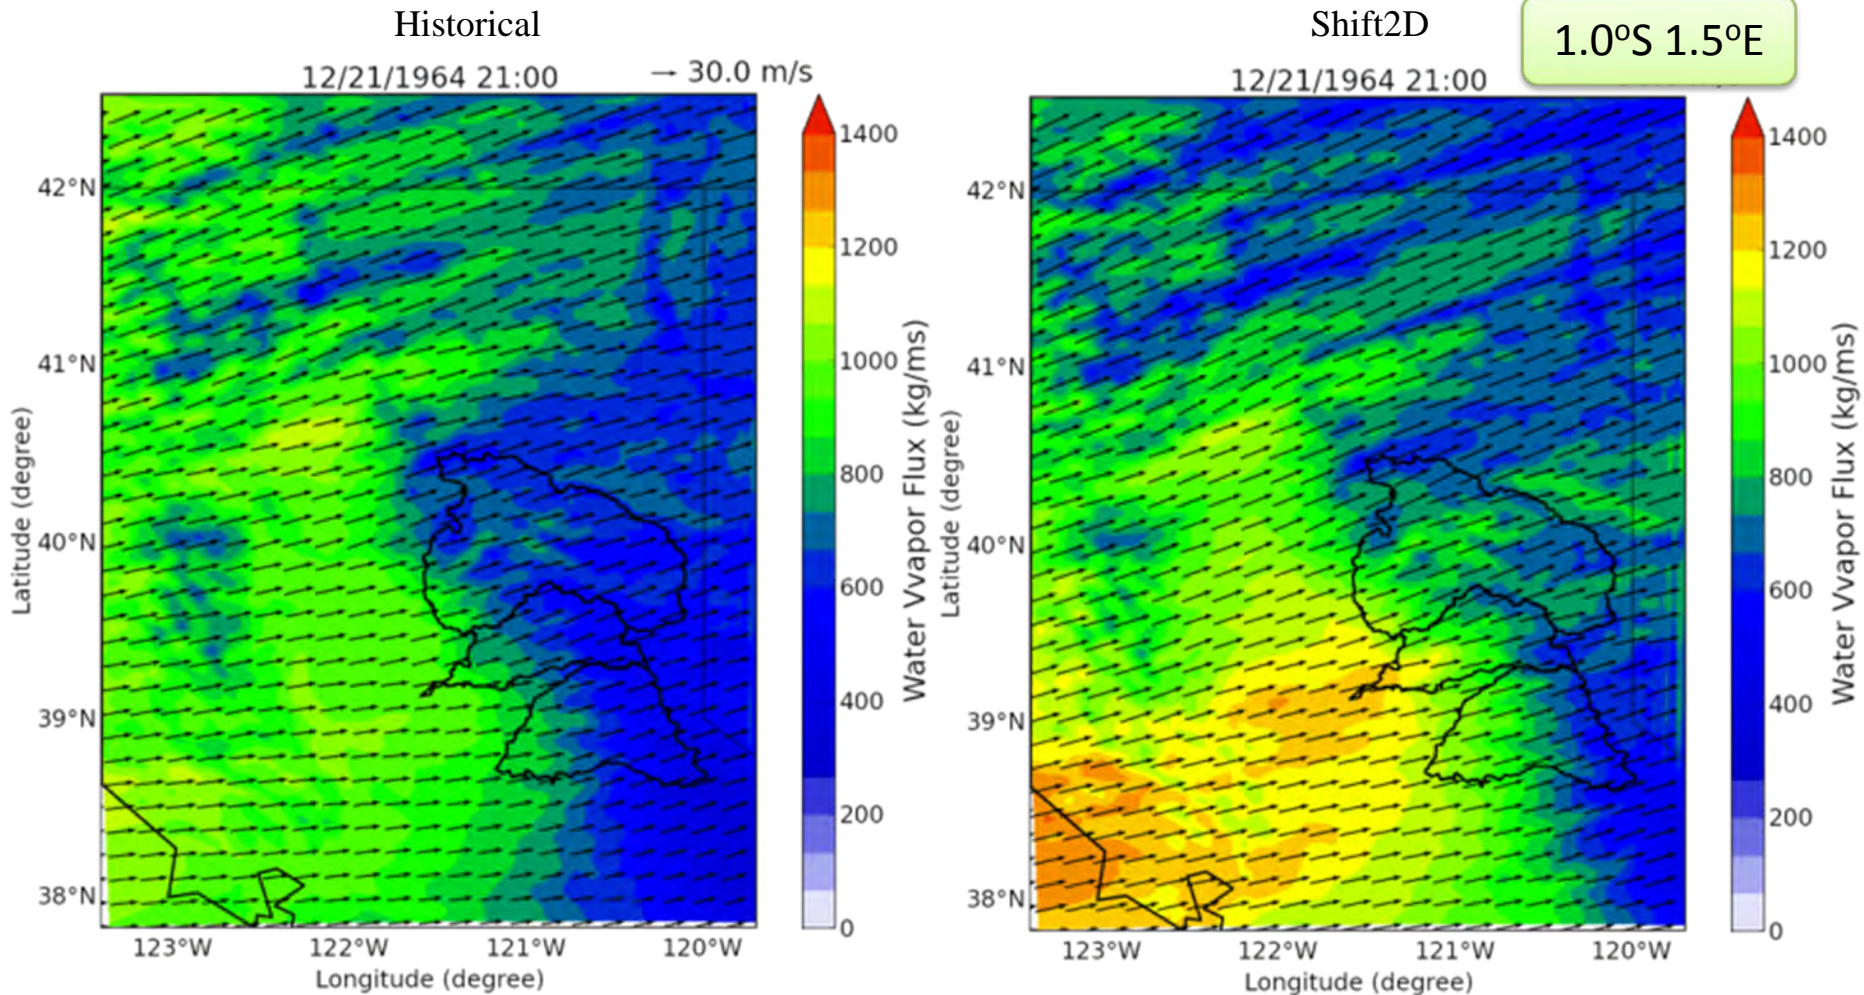 Historical
Shift2D
1.0ºS 1.5ºE
12/21/1964 21:00
30.0 m/s
12/21/1964 21:00
42°N
41°N
40°N
39°N
38°N
Latitude (degree)
123°W 122°W 121°W 120°W
Longitude (degree)
1400
1200
1000
800
600
400
200
0
Water Vvapor Flux (kg/ms)
42°N
41°N
40°N
39°N
38°N
Latitude (degree)
123°W 122°W 121°W 120°W
Longitude (degree)
1400
1200
1000
800
600
400
200
0
Water Vvapor Flux (kg/ms)